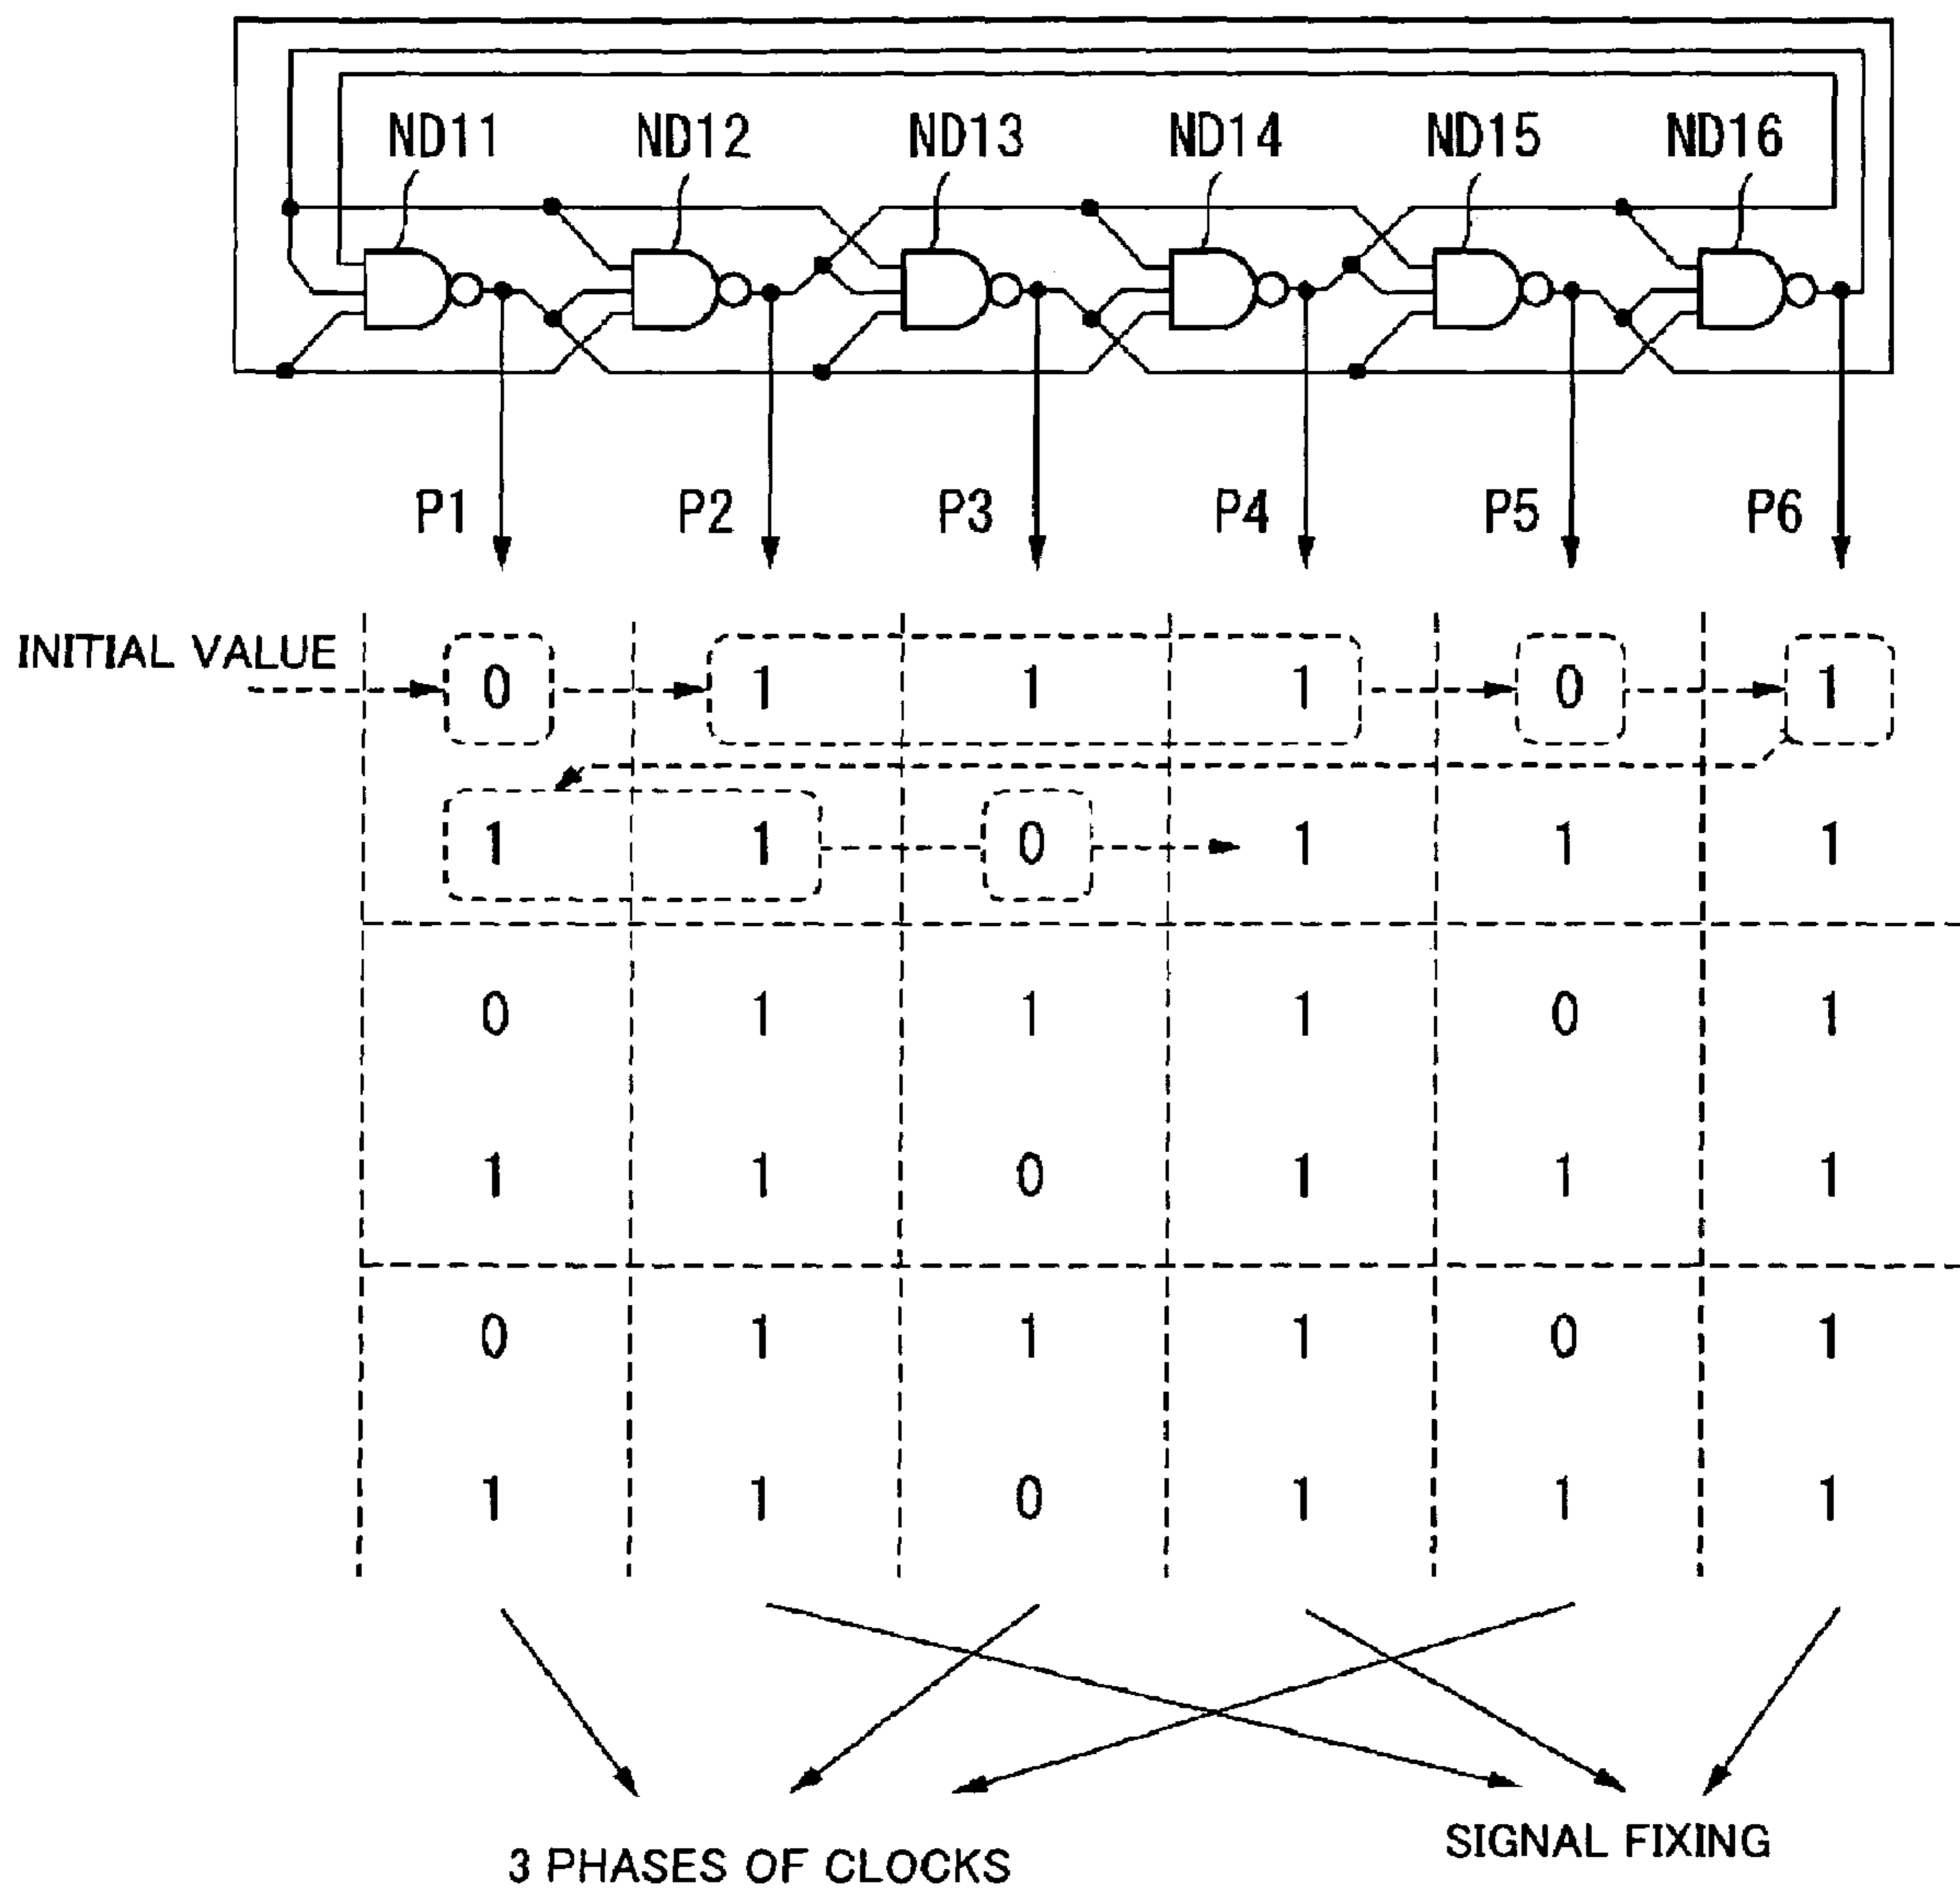 ND11 ND12 ND13 ND14 ND15 ND16
P1 P2 P3 P4 P5 P6
INITIAL VALUE 0 1 1 1 0 1
1 1 0 1 1 1
0 1 1 1 0 1
1 1 0 1 1 1
0 1 1 1 0 1
1 1 0 1 1 1
3 PHASES OF CLOCKS
SIGNAL FIXING